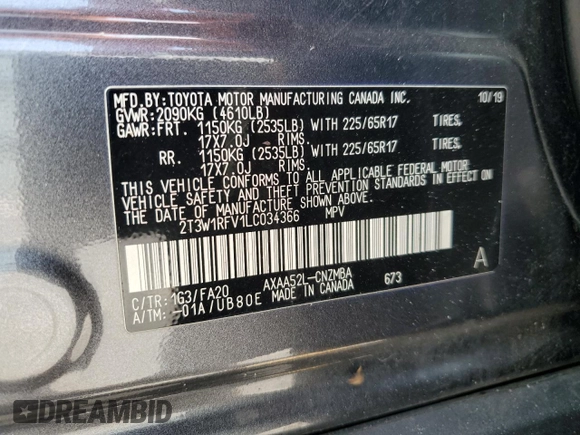 MFD.BY:TOYOTA MOTOR MANUFACTURING CANADA INC. 10/19
GVWR:2090KG (4610LB)
GAWR:FRT. 1150KG (2535LB) WITH 225/65R17 TIRES.
17X7.0J RIMS.
RR. 1150KG (2535LB) WITH 225/65R17 TIRES.
17X7.0J RIMS.
THIS VEHICLE CONFORMS TO ALL APPLICABLE FEDERAL MOTOR
VEHICLE SAFETY AND THEFT PREVENTION STANDARDS IN EFFECT ON
THE DATE OF MANUFACTURE SHOWN ABOVE.
2T3W1RFV1LC034366 MPV
C/TR:1G3/FA20 AXAA52L-CNZMBA 673 A
A/TM:-01A/UB80E MADE IN CANADA
DREAMBID